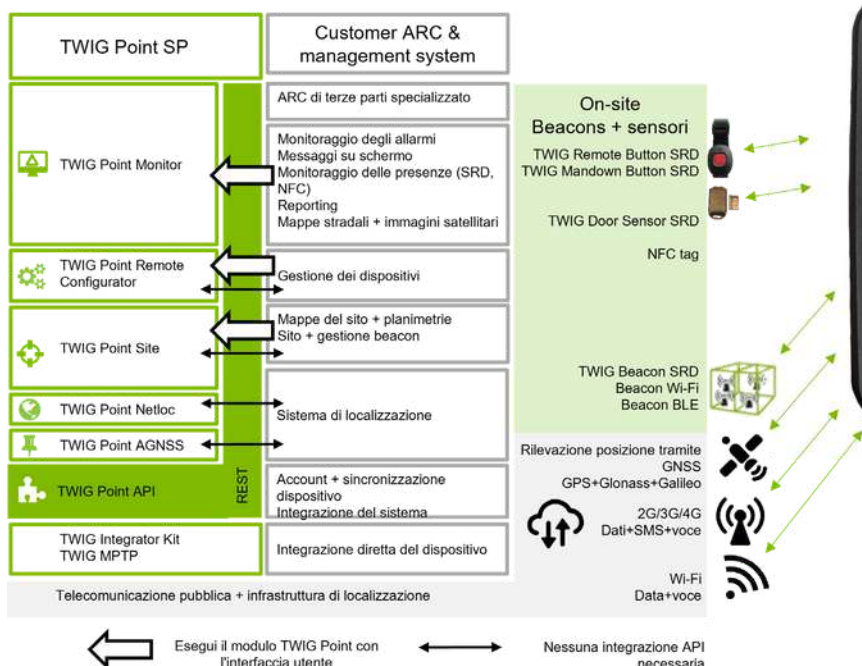 TWIG Point SP
Customer ARC &
management system
ARC di terze parti specializzato
TWIG Point Monitor
Monitoraggio degli allarmi
Messaggi su schermo
Monitoraggio delle presenze (SRD,
NFC)
Reporting
Mappe stradali + immagini satellitari
TWIG Point Remote
Configurator
Gestione dei dispositivi
TWIG Point Site
Mappe del sito + planimetrie
Sito + gestione beacon
TWIG Point Netloc
Sistema di localizzazione
TWIG Point AGNSS
TWIG Point API
REST
Account + sincronizzazione
dispositivo
Integrazione del sistema
TWIG Integrator Kit
TWIG MPTP
Integrazione diretta del dispositivo
On-site
Beacons + sensori
TWIG Remote Button SRD
TWIG Mandown Button SRD
TWIG Door Sensor SRD
NFC tag
TWIG Beacon SRD
Beacon Wi-Fi
Beacon BLE
Rilevazione posizione tramite
GNSS
GPS+Glonass+Galileo
2G/3G/4G
Dati+SMS+voce
Wi-Fi
Data+voce
Telecomunicazione pubblica + infrastruttura di localizzazione
Esegui il modulo TWIG Point con
l'interfaccia utente
Nessuna integrazione API
necessaria